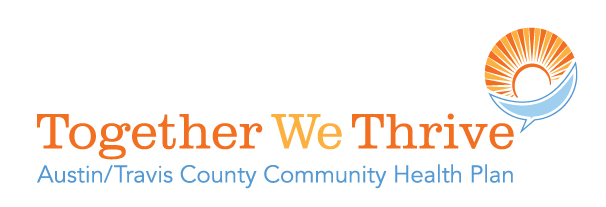 Together We Thrive
Austin/Travis County Community Health Plan